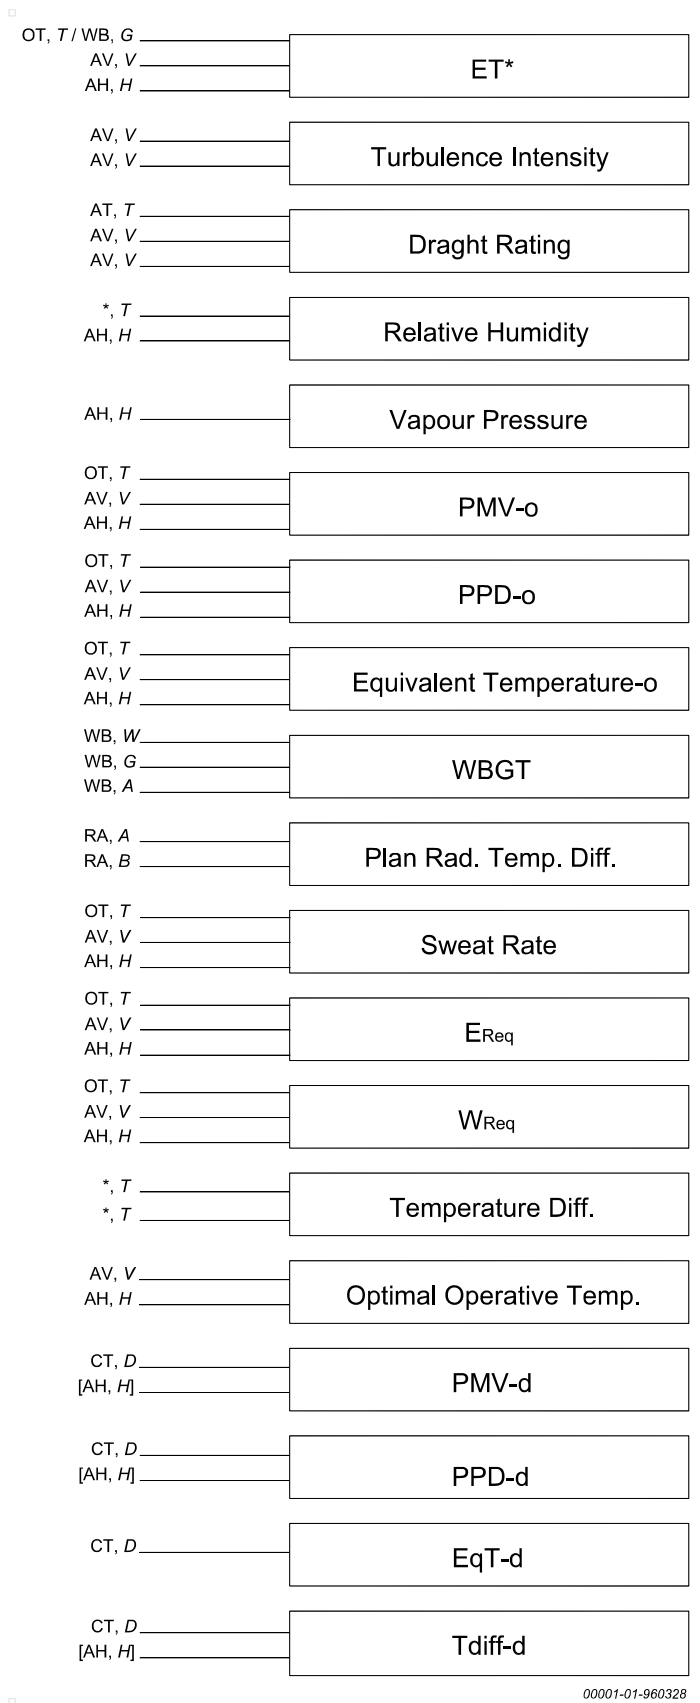 OT, T / WB, G
AV, V
AH, H
ET*
AV, V
AV, V
Turbulence Intensity
AT, T
AV, V
AV, V
Draght Rating
*, T
AH, H
Relative Humidity
AH, H
Vapour Pressure
OT, T
AV, V
AH, H
PMV-o
OT, T
AV, V
AH, H
PPD-o
OT, T
AV, V
AH, H
Equivalent Temperature-o
WB, W
WB, G
WB, A
WBGT
RA, A
RA, B
Plan Rad. Temp. Diff.
OT, T
AV, V
AH, H
Sweat Rate
OT, T
AV, V
AH, H
EReq
OT, T
AV, V
AH, H
WReq
*, T
*, T
Temperature Diff.
AV, V
AH, H
Optimal Operative Temp.
CT, D
[AH, H]
PMV-d
CT, D
[AH, H]
PPD-d
CT, D
EqT-d
CT, D
[AH, H]
Tdiff-d
00001-01-960328